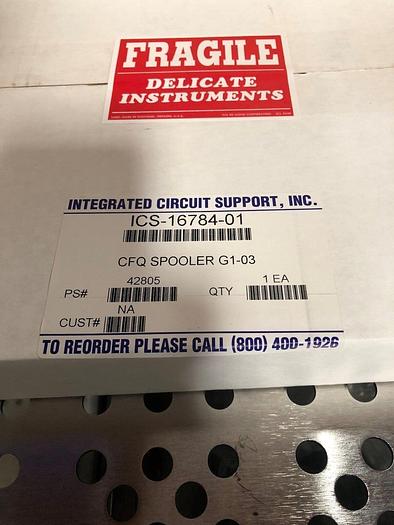 FRAGILE
DELICATE
INSTRUMENTS
INTEGRATED CIRCUIT SUPPORT, INC.
ICS-16784-01
CFQ SPOOLER G1-03
PS# 42805 QTY 1 EA
CUST# NA
TO REORDER PLEASE CALL (800) 400-1926